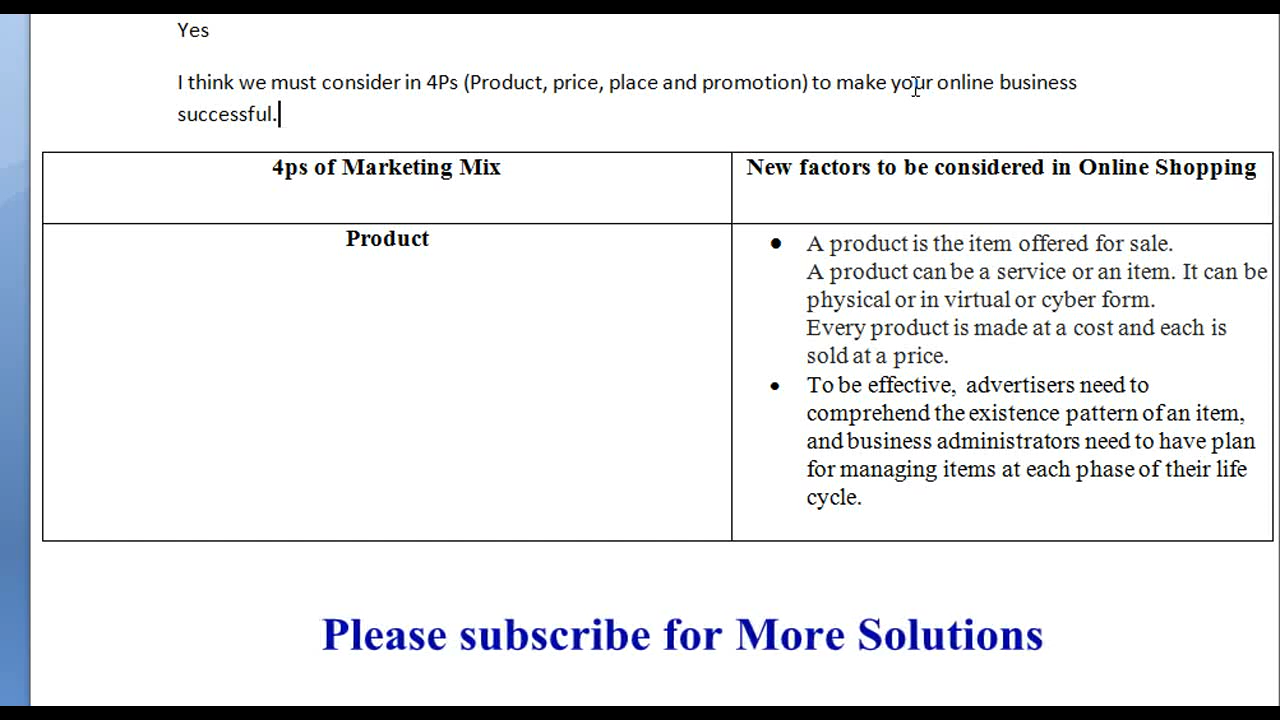 Yes
I think we must consider in 4Ps (Product, price, place and promotion) to make your online business
successful.
4ps of Marketing Mix
New factors to be considered in Online Shopping
Product
● A product is the item offered for sale.
A product can be a service or an item. It can be
physical or in virtual or cyber form.
Every product is made at a cost and each is
sold at a price.
● To be effective, advertisers need to
comprehend the existence pattern of an item,
and business administrators need to have plan
for managing items at each phase of their life
cycle.
Please subscribe for More Solutions